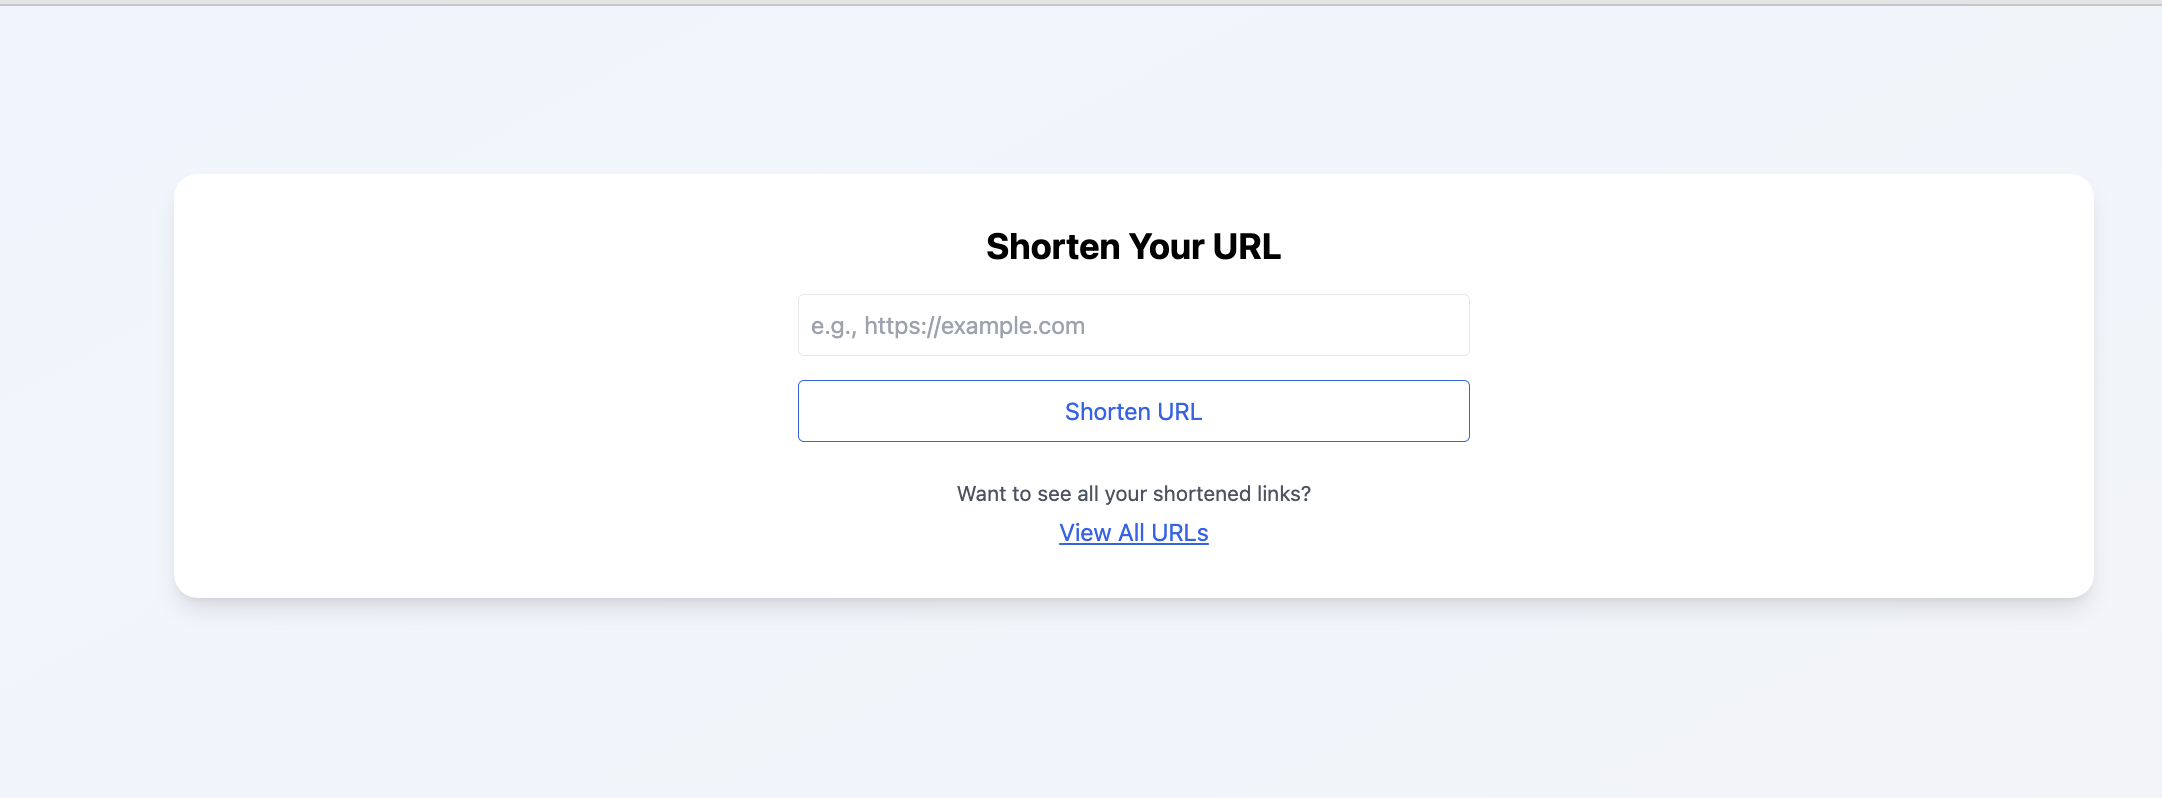 Shorten Your URL
e.g., https://example.com
Shorten URL
Want to see all your shortened links?
View All URLs